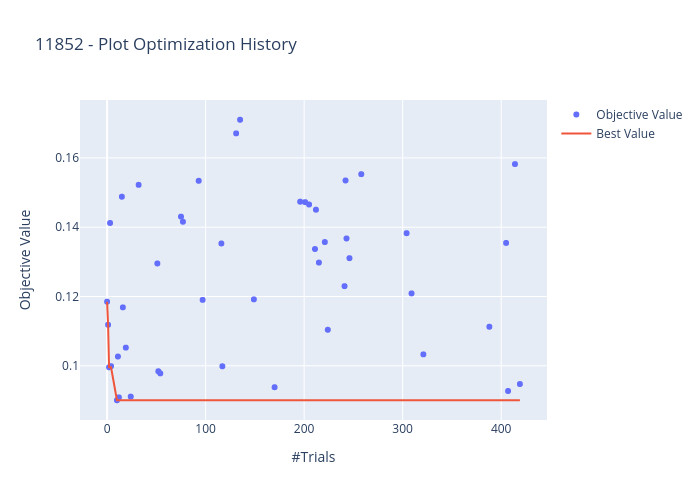 11852 - Plot Optimization History
Objective Value
Best Value
0.16
0.14
0.12
0.1
Objective Value
0
100
200
300
400
#Trials